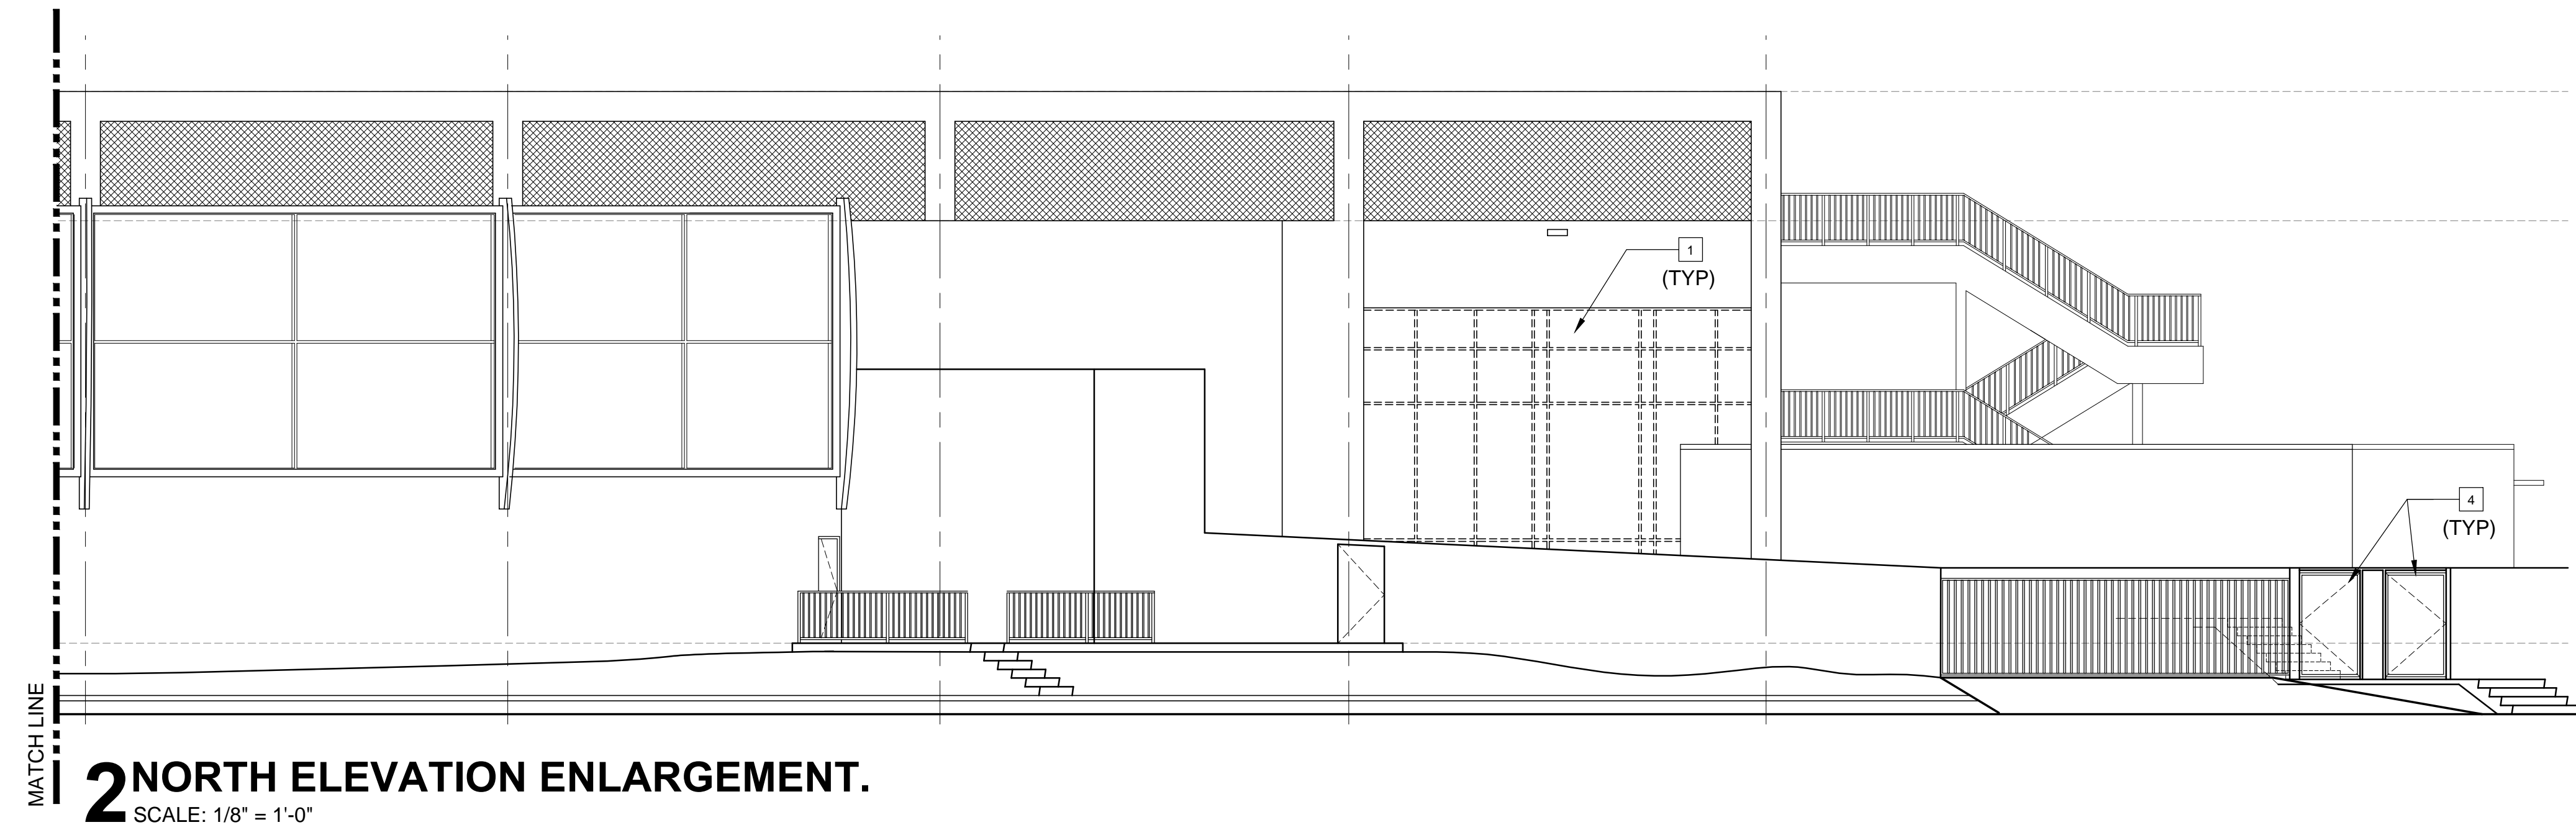 1
(TYP)
4
(TYP)
MATCH LINE
2 NORTH ELEVATION ENLARGEMENT.
SCALE: 1/8" = 1'-0"